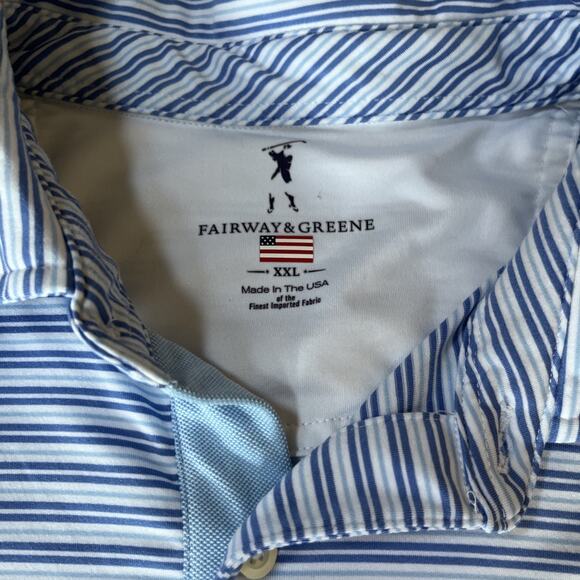 FAIRWAY & GREENE
XXL
Made In The USA
of the
Finest Imported Fabric